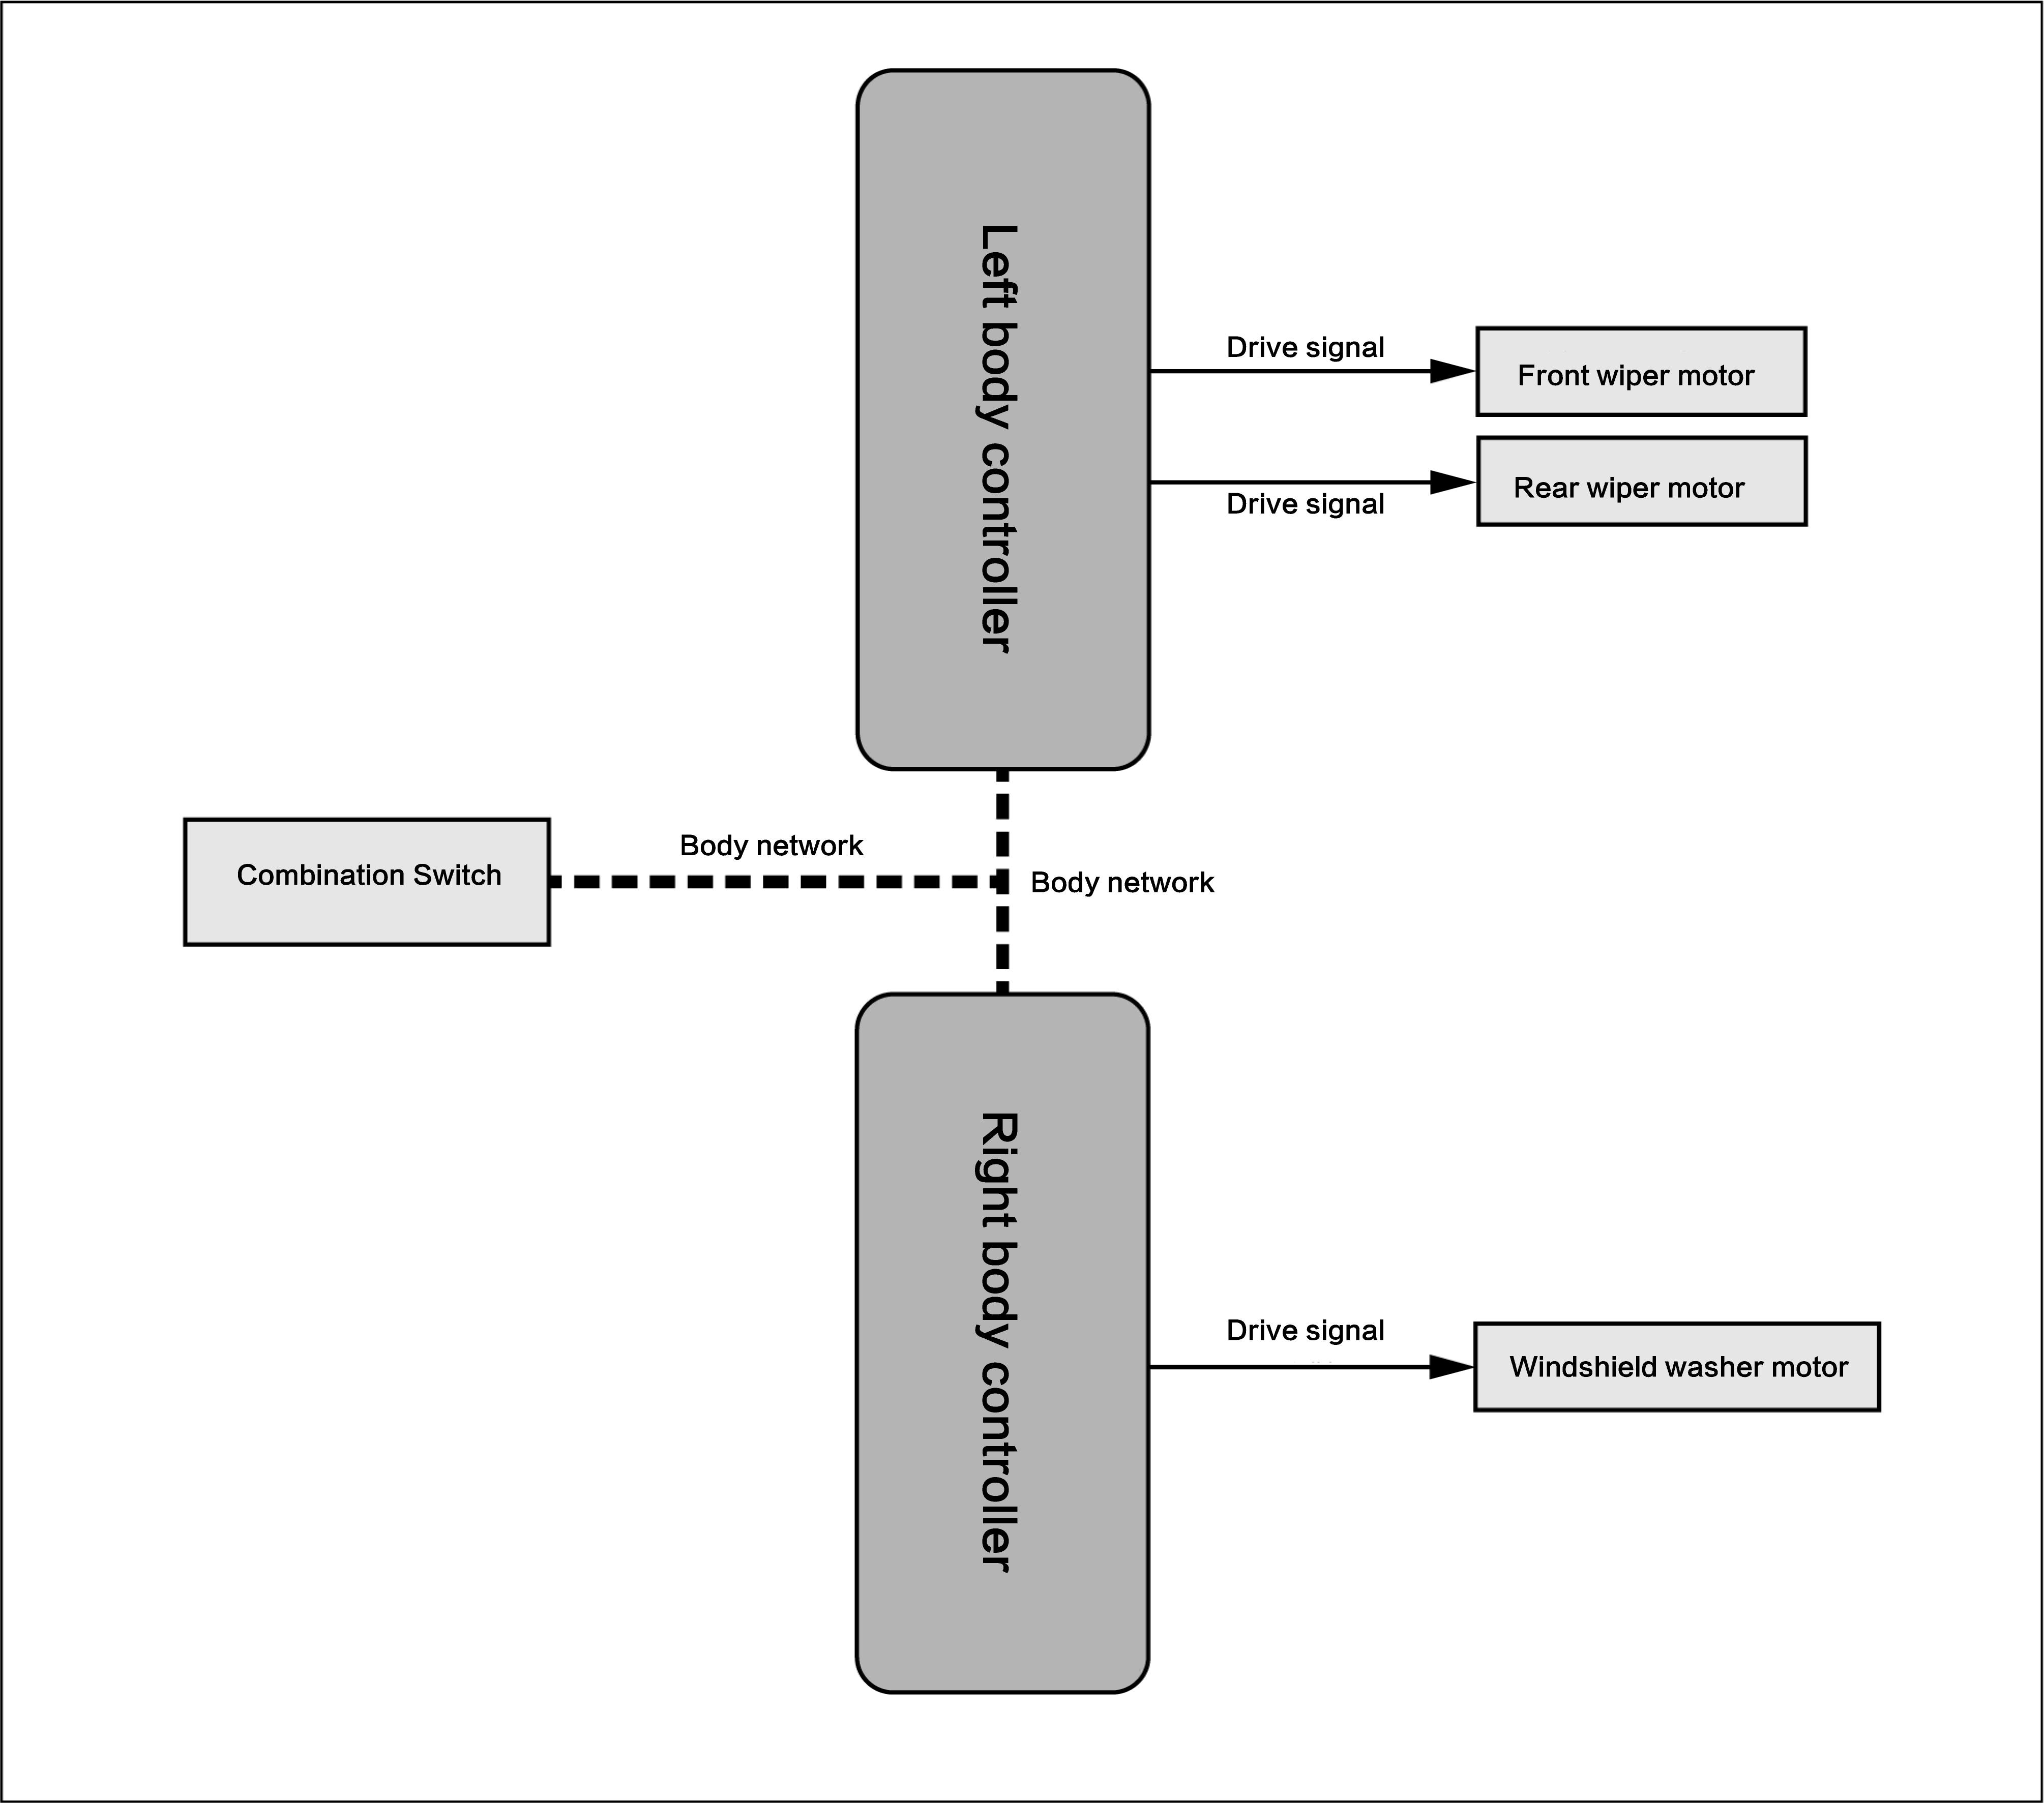 Left body controller
Drive signal
Front wiper motor
Rear wiper motor
Drive signal
Body network
Combination Switch
Body network
Right body controller
Drive signal
Windshield washer motor